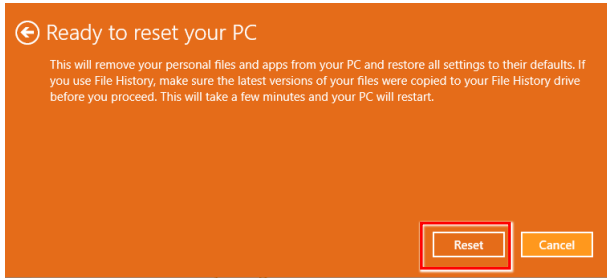 Ready to reset your PC
This will remove your personal files and apps from your PC and restore all settings to their defaults. If
you use File History, make sure the latest versions of your files were copied to your File History drive
before you proceed. This will take a few minutes and your PC will restart.
Reset
Cancel